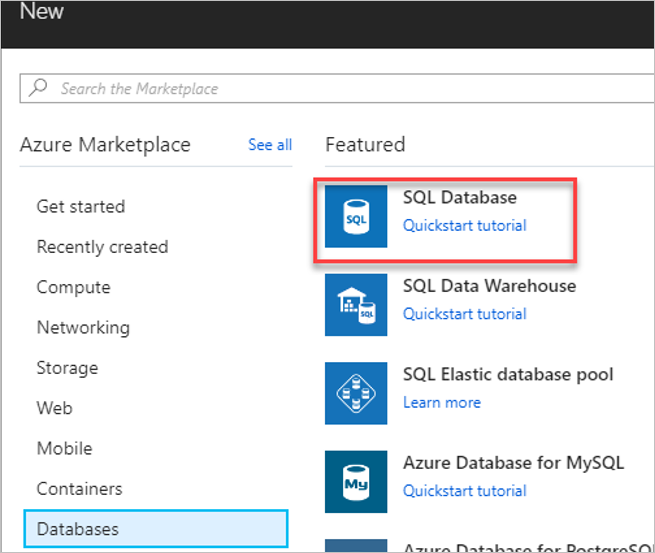 New
Search the Marketplace
Azure Marketplace
See all
Get started
Recently created
Compute
Networking
Storage
Web
Mobile
Containers
Databases
Featured
SQL
SQL Database
Quickstart tutorial
SQL
SQL Data Warehouse
Quickstart tutorial
SQL Elastic database pool
Learn more
My
Azure Database for MySQL
Quickstart tutorial
Azure Database for PostgreSQL